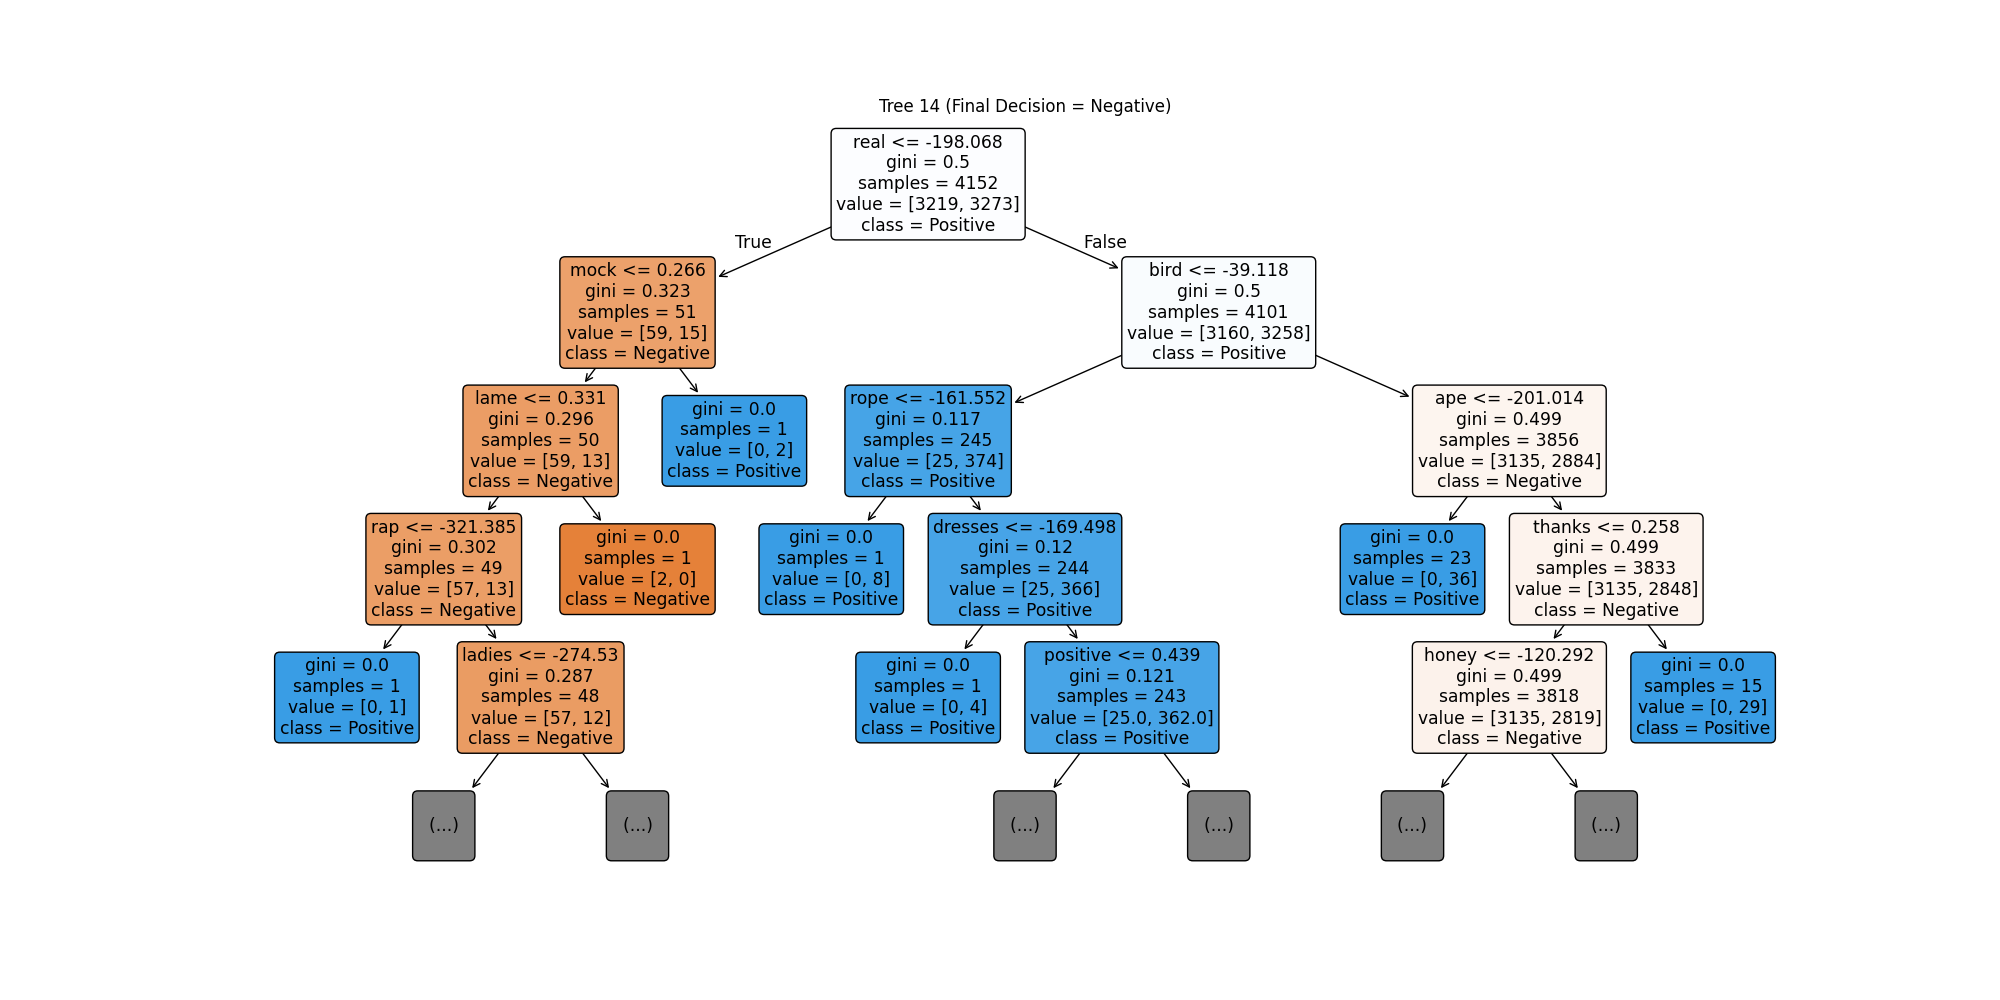 Tree 14 (Final Decision = Negative)
real <= -198.068
gini = 0.5
samples = 4152
value = [3219, 3273]
class = Positive
True
False
mock <= 0.266
gini = 0.323
samples = 51
value = [59, 15]
class = Negative
bird <= -39.118
gini = 0.5
samples = 4101
value = [3160, 3258]
class = Positive
lame <= 0.331
gini = 0.296
samples = 50
value = [59, 13]
class = Negative
gini = 0.0
samples = 1
value = [0, 2]
class = Positive
rope <= -161.552
gini = 0.117
samples = 245
value = [25, 374]
class = Positive
ape <= -201.014
gini = 0.499
samples = 3856
value = [3135, 2884]
class = Negative
rap <= -321.385
gini = 0.302
samples = 49
value = [57, 13]
class = Negative
gini = 0.0
samples = 1
value = [2, 0]
class = Negative
gini = 0.0
samples = 1
value = [0, 8]
class = Positive
dresses <= -169.498
gini = 0.12
samples = 244
value = [25, 366]
class = Positive
gini = 0.0
samples = 23
value = [0, 36]
class = Positive
thanks <= 0.258
gini = 0.499
samples = 3833
value = [3135, 2848]
class = Negative
gini = 0.0
samples = 1
value = [0, 1]
class = Positive
ladies <= -274.53
gini = 0.287
samples = 48
value = [57, 12]
class = Negative
gini = 0.0
samples = 1
value = [0, 4]
class = Positive
positive <= 0.439
gini = 0.121
samples = 243
value = [25.0, 362.0]
class = Positive
honey <= -120.292
gini = 0.499
samples = 3818
value = [3135, 2819]
class = Negative
gini = 0.0
samples = 15
value = [0, 29]
class = Positive
(...)
(...)
(...)
(...)
(...)
(...)